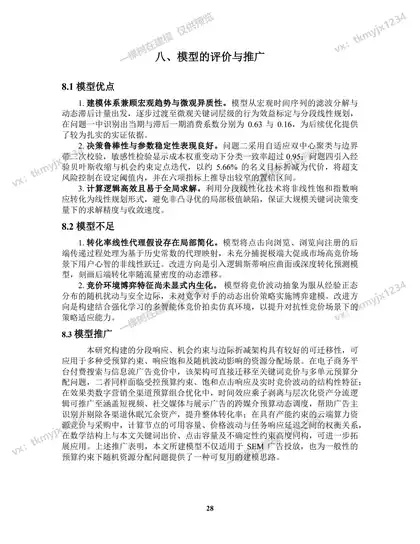 八、模型的评价与推广
8.1 模型优点
1. 建模体系兼顾宏观趋势与微观异质性。模型从宏观时间序列的滤波分解与
动态滞后计量出发，逐步过渡至微观关键词层级的行为效益标定与分段线性规划，
在问题一中识别出当期与滞后一期消费系数分别为 0.63 与 0.16，为后续优化提供
了较为扎实的实证依据。
2. 决策鲁棒性与参数稳定性表现良好。问题二采用自适应双中心聚类与边界
带二次校验，敏感性检验显示成本权重变动下分类一致率超过 0.95；问题四引入经
验贝叶斯收缩与机会约束定点迭代，以约 5.66% 的名义目标折减为代价，将超支
风险控制在设定阈值内，并在六项指标上推导出较窄的置信区间。
3. 计算逻辑高效且易于全局求解。利用分段线性化技术将非线性饱和指数响
应转化为线性规划形式，避免非凸寻优的局部极值缺陷，保证大规模关键词决策变
量下的求解精度与收敛速度。
8.2 模型不足
1. 转化率线性代理假设存在局部简化。模型将点击向浏览、浏览向注册的后
端传递过程处理为基于历史常数的代理映射，未充分捕捉极端大促或市场高竞价场
景下用户心智的非线性跃迁。改进方向是引入逻辑斯蒂响应曲面或深度转化预测模
型，刻画后端转化率随流量密度的动态漂移。
2. 竞价环境博弈特征尚未显式内生化。模型将竞价波动抽象为服从经验正态
分布的随机扰动与安全边际，未对竞争对手的动态出价策略实施博弈建模。改进方
向是构建结合强化学习的多智能体竞价拍卖仿真环境，以提升对抗性竞价场景下的
策略适应能力。
8.3 模型推广
本研究构建的分段响应、机会约束与边际折减架构具有较好的可迁移性，可
应用于多种受预算约束、响应饱和及随机波动影响的资源分配场景。在电子商务平
台付费搜索与信息流广告竞价中，该架构可直接迁移至关键词竞价与多单元预算分
配问题，二者同样面临受控预算约束、饱和点击响应及实时竞价波动的结构性特征；
在效果类数字营销全渠道预算组合优化中，时间效应乘子剥离与层次化资产分流逻
辑可推广至涵盖短视频、社交媒体与展示广告的跨媒介预算动态调度，帮助广告主
识别并剔除各渠道休眠冗余资产，提升整体转化率；在具有产能约束的云端算力资
源竞价与采购中，计算节点的可用容量、价格波动与任务响应延迟之间的权衡关系，
在数学结构上与本文关键词出价、点击容量及不确定性约束高度同构，可进一步拓
展应用。上述推广表明，本文所建模型不仅适用于 SEM 广告投放，也为一般性的
预算约束下随机资源分配问题提供了一种可复用的建模思路。
28
vx：tkmyjx1234